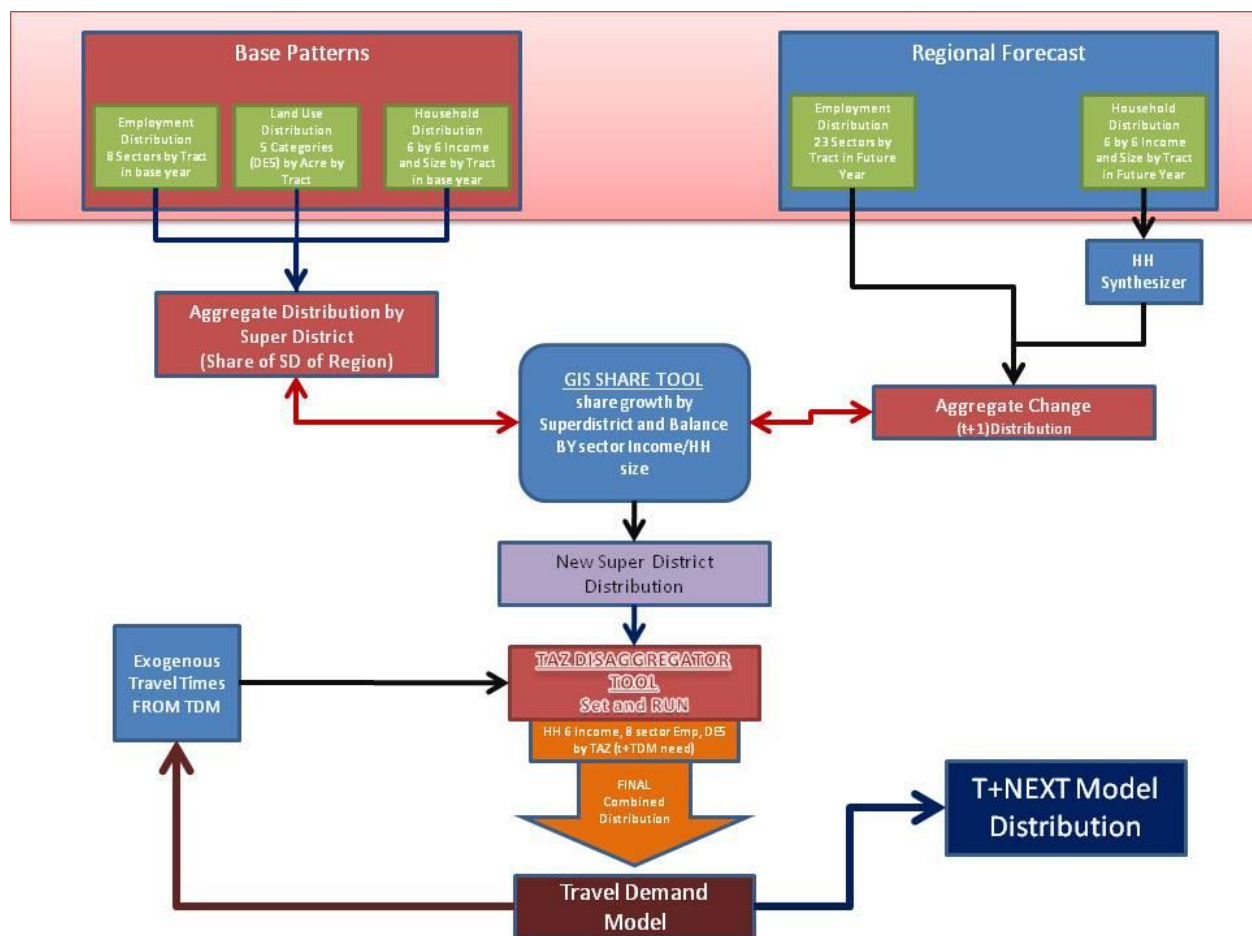 Base Patterns
Employment
Distribution
8 Sectors by Tract
in base year
Land Use
Distribution
5 Categories
(DES) by Acre by
Tract
Household
Distribution
6 by 6 Income
and Size by Tract
in base year
Regional Forecast
Employment
Distribution
23 Sectors by
Tract in Future
Year
Household
Distribution
6 by 6 Income
and Size by Tract
in Future Year
HH
Synthesizer
Aggregate Distribution by
Super District
(Share of SD of Region)
GIS SHARE TOOL
share growth by
Superdistrict and Balance
BY sector Income/HH
size
Aggregate Change
(t+1)Distribution
New Super District
Distribution
Exogenous
Travel Times
FROM TDM
TAZ DISAGGREGATOR
TOOL
Set and RUN
HH 6 Income, 8 sector Emp, DES
by TAZ (t+TDM need)
FINAL
Combined
Distribution
T+NEXT Model
Distribution
Travel Demand
Model